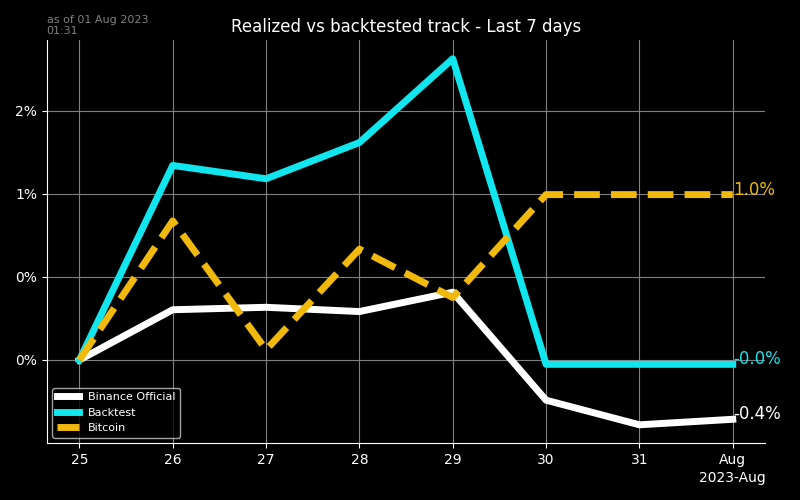 as of 01 Aug 2023
01:31
Realized vs backtested track - Last 7 days
2%
1%
0%
0%
1.0%
-0.0%
-0.4%
Binance Official
Backtest
Bitcoin
25 26 27 28 29 30 31 Aug
2023-Aug